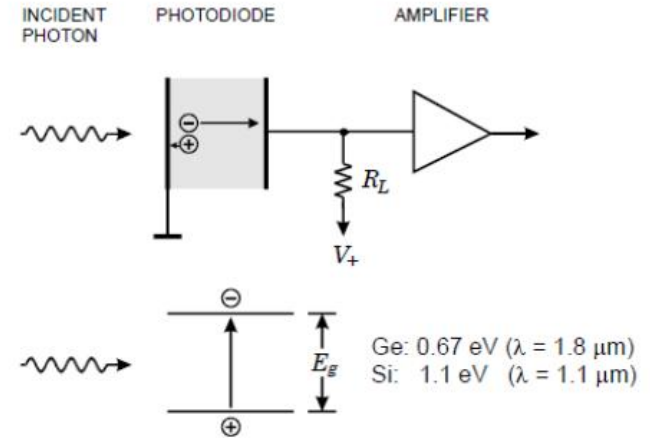 INCIDENT PHOTODIODE AMPLIFIER
PHOTON
⊖
⊕
R_L
V_+
⊖
E_g
Ge: 0.67 eV (λ = 1.8 μm)
Si: 1.1 eV (λ = 1.1 μm)
⊕